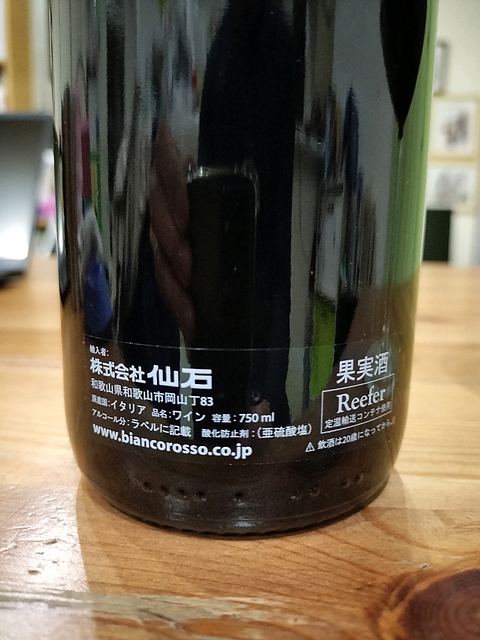 輸入者:
株式会社仙石
和歌山県和歌山市岡山丁83
原産国:イタリア 品名:ワイン 容量:750 ml
アルコール分:ラベルに記載 酸化防止剤:(亜硫酸塩)
www.biancorosso.co.jp
果実酒
Reefer
定温輸送コンテナ使用
⚠飲酒は20歳になってから。